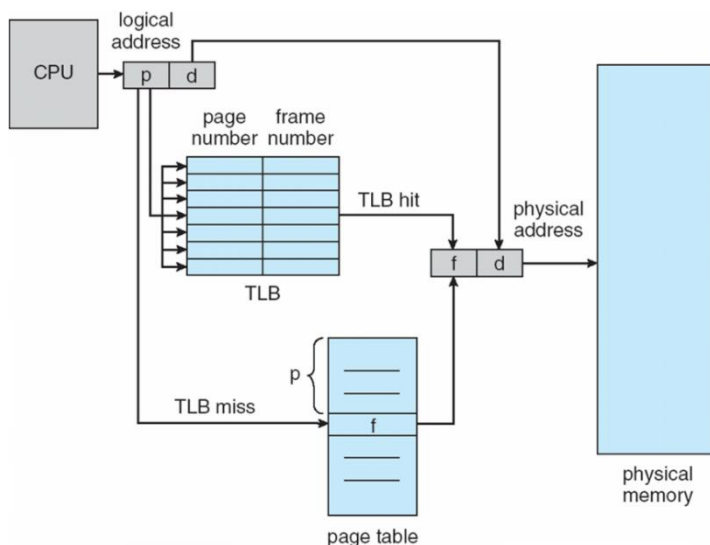 logical
address
CPU
p
d
page
number
frame
number
TLB hit
TLB
physical
address
f
d
p
TLB miss
f
page table
physical
memory